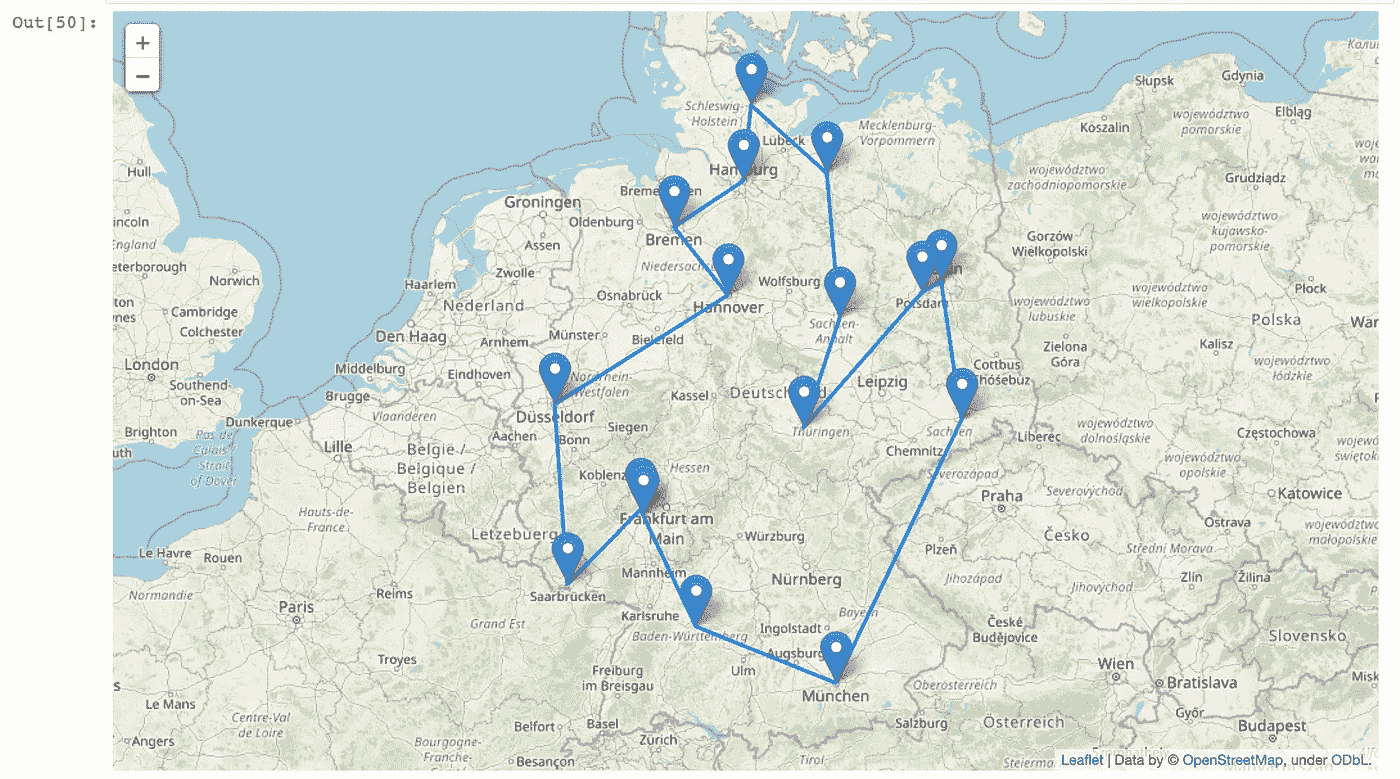 Out[50]:
+
−
Калі
Słupsk
Gdynia
Schleswig-
Holstein
Lübeck
Mecklenburg-
Vorpommern
Koszalin
województwo
pomorskie
Elbląg
Hull
Hamburg
województwo
zachodniopomorskie
Grudziądz
Groningen
Oldenburg
Bremen
województwo
kujawsko-
pomorskie
incoln
England
Assen
Gorzów
Wielkopolski
eterborough
Norwich
Zwolle
Wolfsburg
Haarlem
Osnabrück
Hannover
Potsdam
Nederland
województwo
lubuskie
województwo
wielkopolskie
Płock
Cambridge
Colchester
Polska
War
Den Haag
Arnhem
Münster
Bielefeld
Sachsen-
Anhalt
Zielona
Góra
Kalisz
London
Middelburg
Eindhoven
Nordrhein-
Westfalen
Kassel
Leipzig
Cottbus
województwo
łódzkie
Southend-
on-Sea
Brugge
Vlaanderen
Düsseldorf
Dunkerque
Brighton
Lille
Aachen
Bonn
Siegen
Thüringen
Sachsen
Liberec
województwo
dolnośląskie
Częstochowa
Pas de
Calais /
Strait
of Dover
België /
Belgique /
Belgien
Chemnitz
województwo
opolskie
Koblenz
Hessen
Severozápad
Praha
Severovýchod
Katowice
Hauts-de-
France
Letzebuerg
Frankfurt am
Main
Würzburg
Plzeň
Česko
Ostrava
województwo
małopolskie
Le Havre
Rouen
Střední Morava
Normandie
Reims
Saarbrücken
Mannheim
Nürnberg
Jihozápad
Jihovýchod
Zlín
Žilina
Paris
Grand Est
Karlsruhe
Baden-Württemberg
Ingolstadt
Bayern
České
Budějovice
Slovensko
Troyes
Freiburg
im Breisgau
Ulm
Augsburg
München
Oberösterreich
Wien
Bratislava
Misk
Le Mans
Centre-Val
de Loire
Belfort
Basel
Salzburg
Österreich
Győr
Budapest
Angers
Bourgogne-
Franche-
Besançon
Zürich
Tirol
Leaflet | Data by © OpenStreetMap, under ODbL.